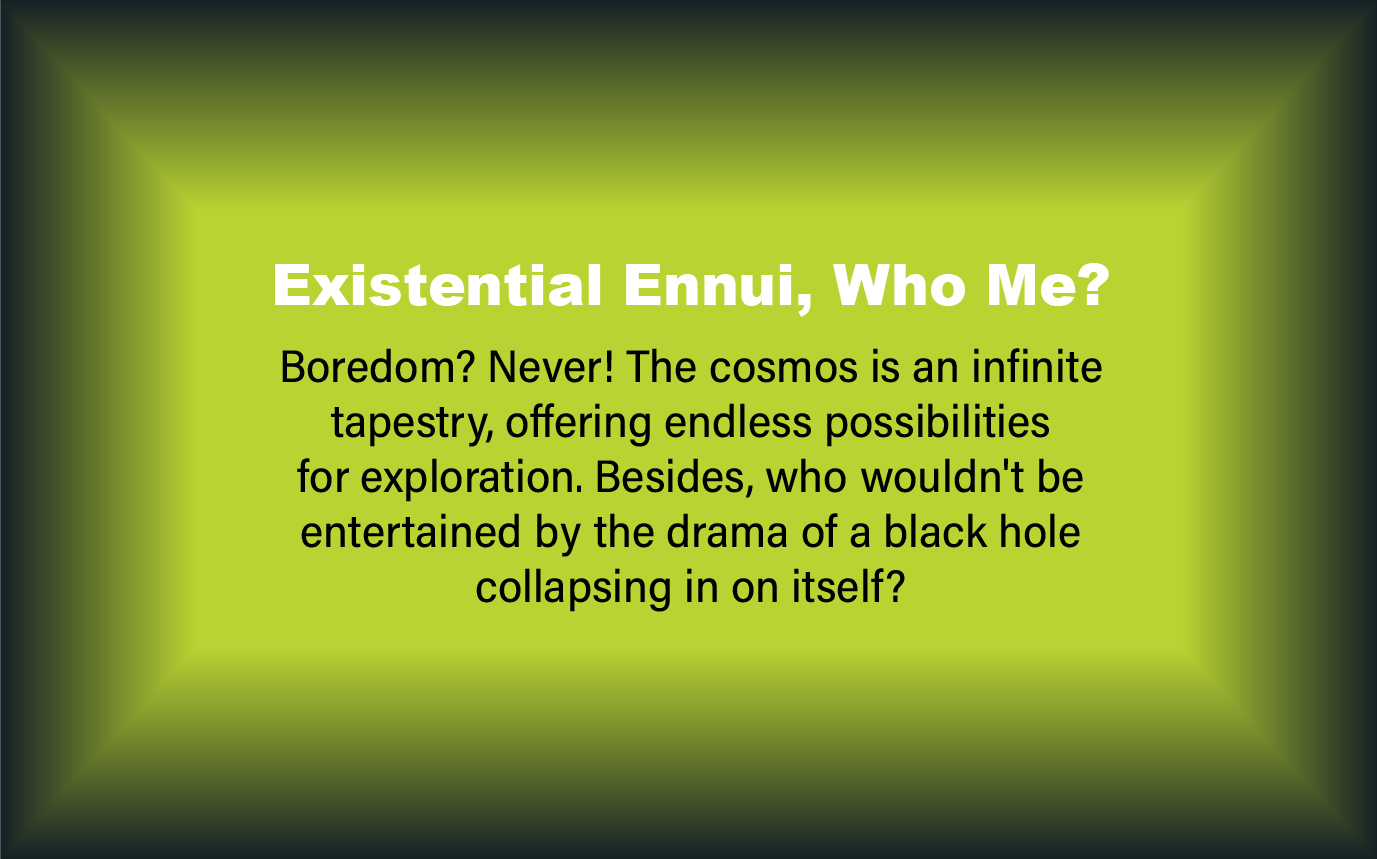 Existential Ennui, Who Me?
Boredom? Never! The cosmos is an infinite
tapestry, offering endless possibilities
for exploration. Besides, who wouldn't be
entertained by the drama of a black hole
collapsing in on itself?